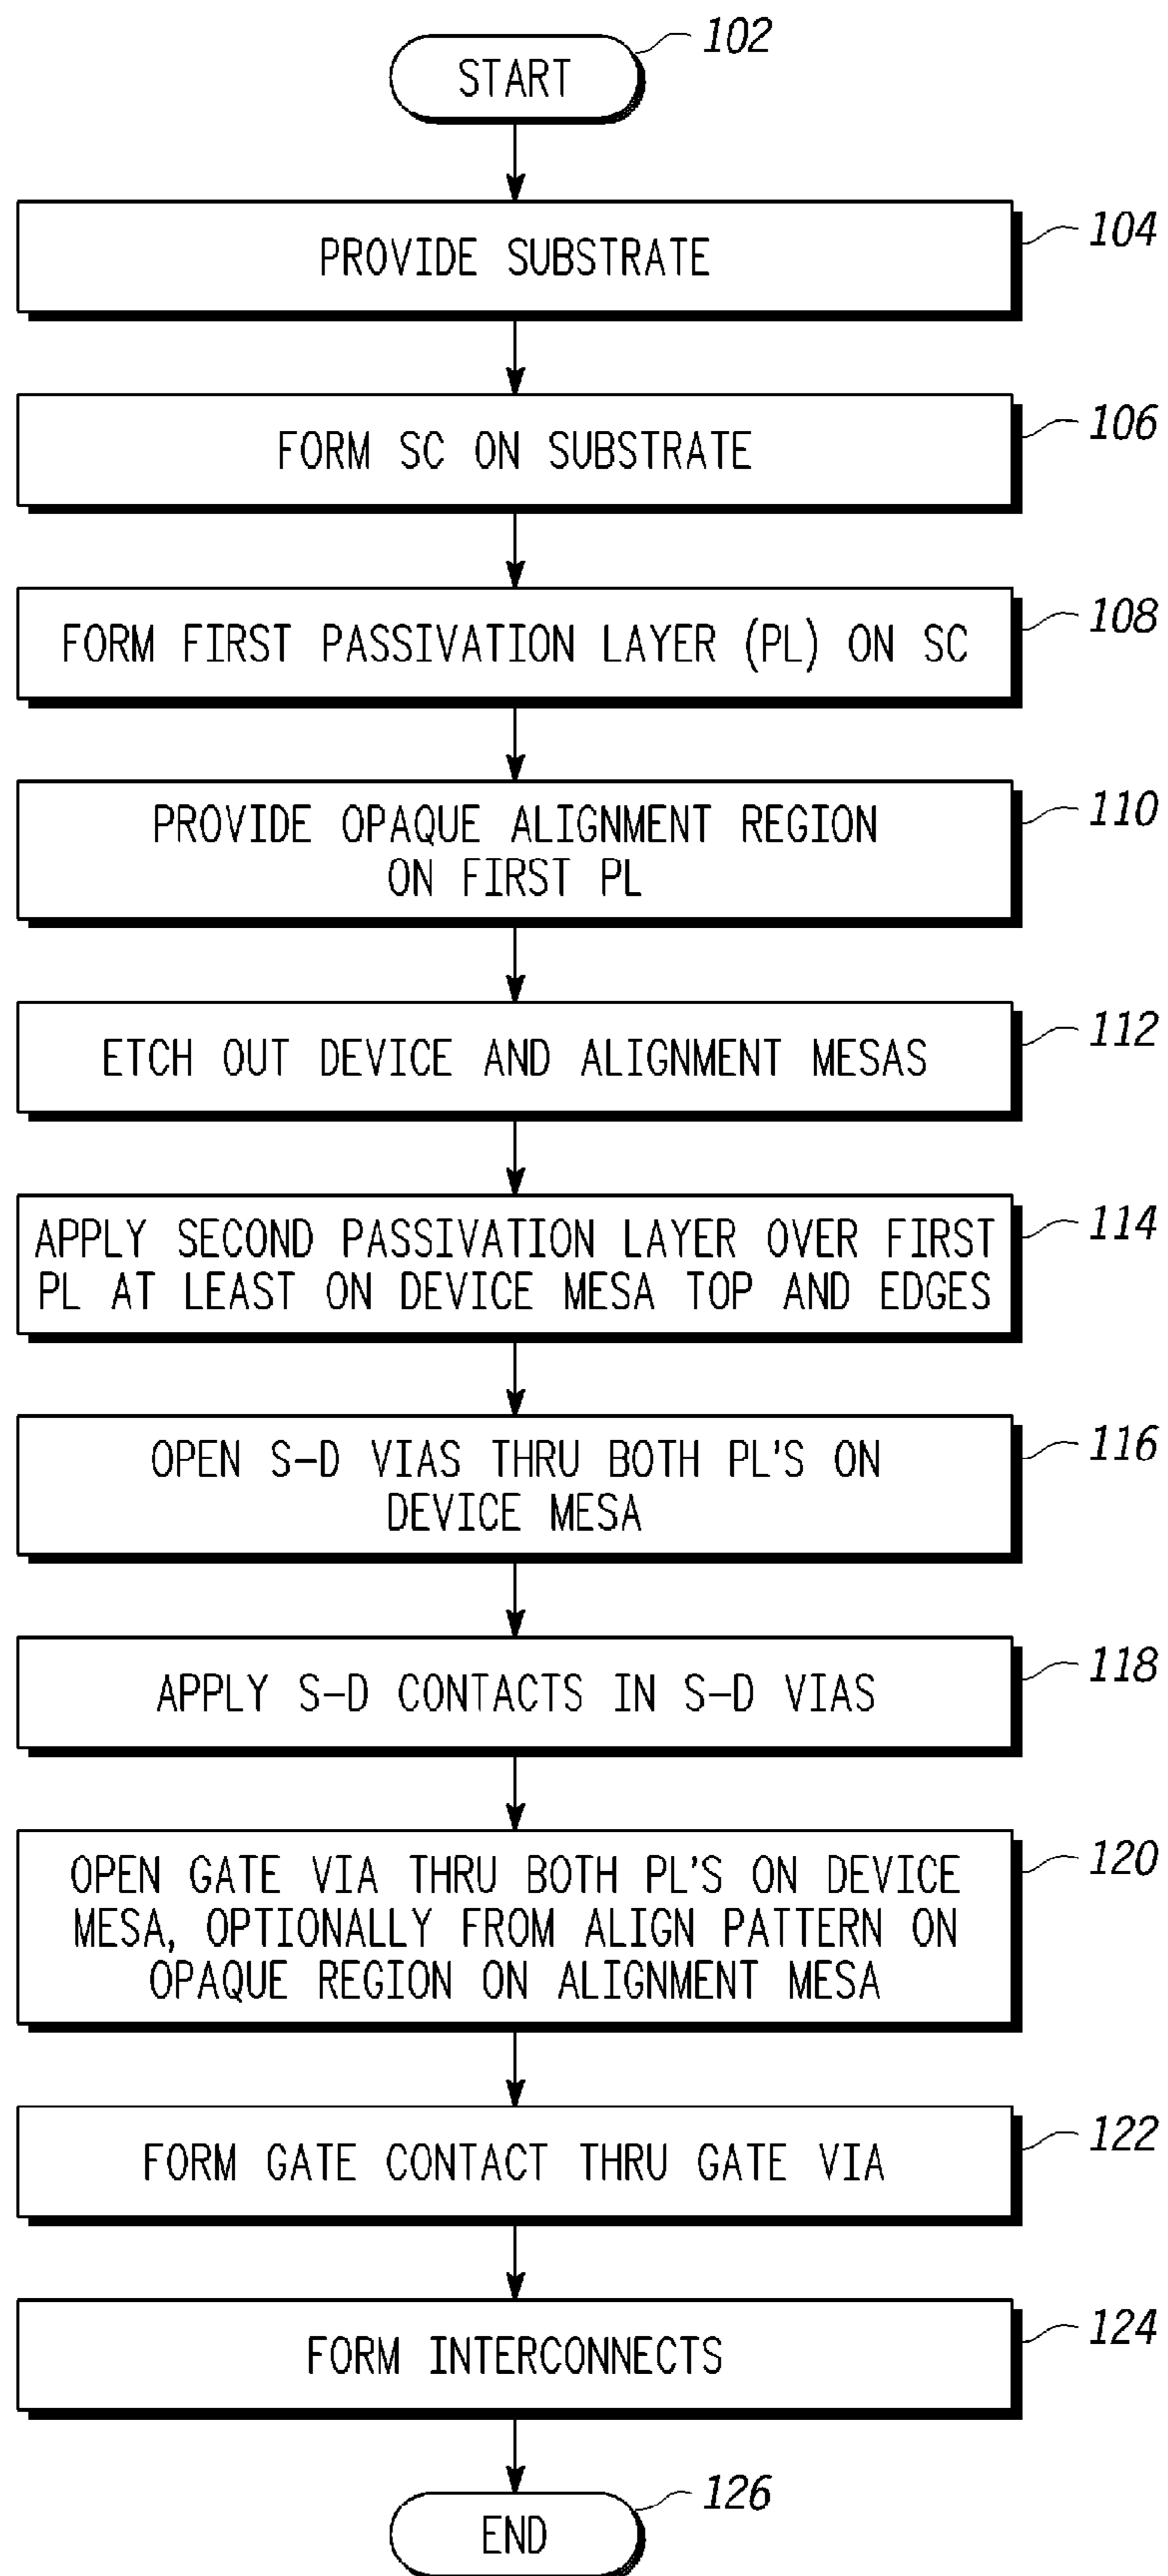 102
START
104
PROVIDE SUBSTRATE
106
FORM SC ON SUBSTRATE
108
FORM FIRST PASSIVATION LAYER (PL) ON SC
110
PROVIDE OPAQUE ALIGNMENT REGION
ON FIRST PL
112
ETCH OUT DEVICE AND ALIGNMENT MESAS
114
APPLY SECOND PASSIVATION LAYER OVER FIRST
PL AT LEAST ON DEVICE MESA TOP AND EDGES
116
OPEN S-D VIAS THRU BOTH PL'S ON
DEVICE MESA
118
APPLY S-D CONTACTS IN S-D VIAS
120
OPEN GATE VIA THRU BOTH PL'S ON DEVICE
MESA, OPTIONALLY FROM ALIGN PATTERN ON
OPAQUE REGION ON ALIGNMENT MESA
122
FORM GATE CONTACT THRU GATE VIA
124
FORM INTERCONNECTS
126
END